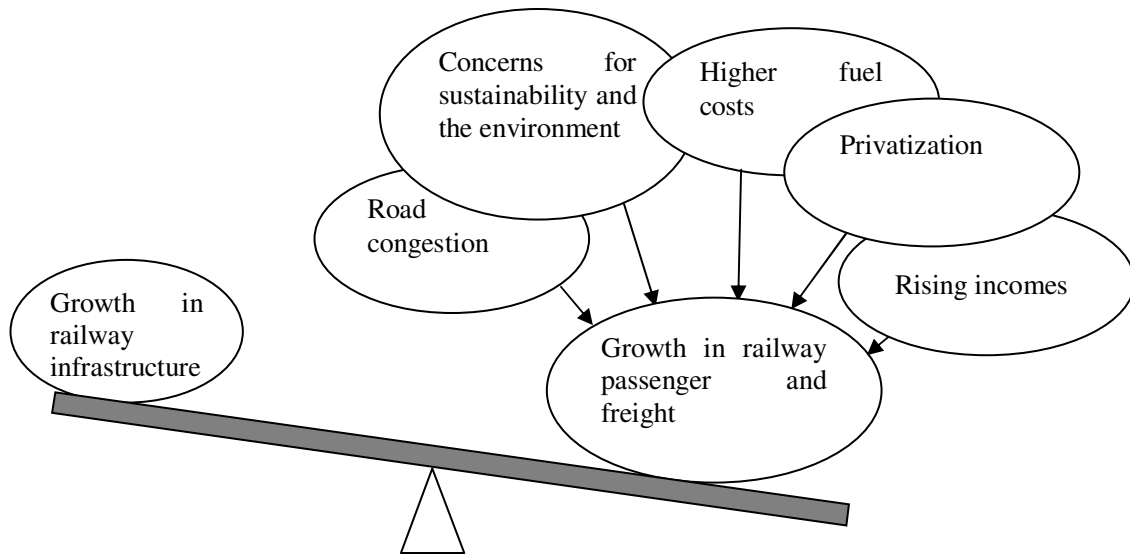 Concerns for
sustainability and
the environment
Higher fuel
costs
Privatization
Road
congestion
Rising incomes
Growth in
railway
infrastructure
Growth in railway
passenger and
freight